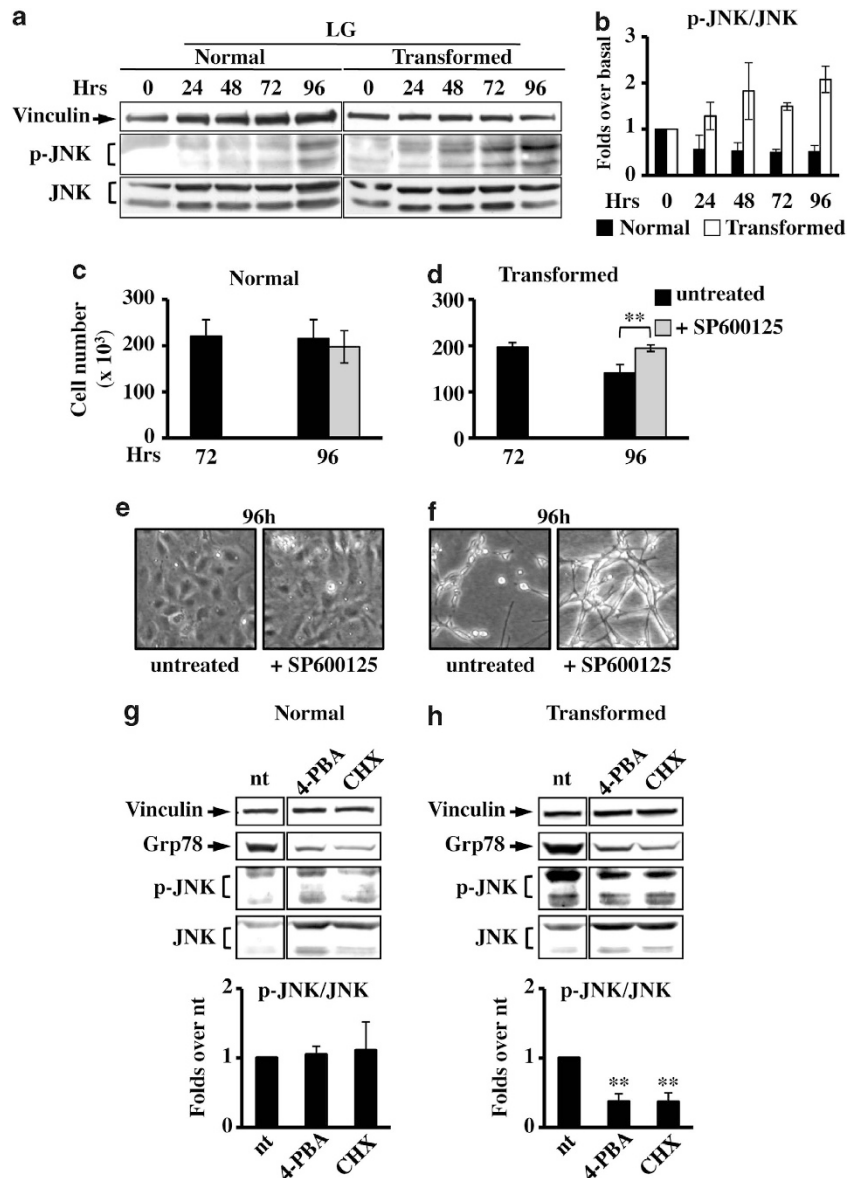 a
LG
Normal Transformed
Hrs 0 24 48 72 96 0 24 48 72 96
Vinculin
p-JNK [
JNK [
b
p-JNK/JNK
Folds over basal
3
2
1
0
Hrs 0 24 48 72 96
Normal Transformed
c
Normal
Cell number
(x 10³)
300
200
100
0
Hrs 72 96
d
Transformed
300
200
100
0
**
untreated
+ SP600125
72 96
e
96h
untreated + SP600125
f
96h
untreated + SP600125
g
Normal
nt 4-PBA CHX
Vinculin
Grp78
p-JNK [
JNK [
p-JNK/JNK
Folds over nt
2
1
0
nt 4-PBA CHX
h
Transformed
nt 4-PBA CHX
Vinculin
Grp78
p-JNK [
JNK [
p-JNK/JNK
Folds over nt
2
1
0
** **
nt 4-PBA CHX